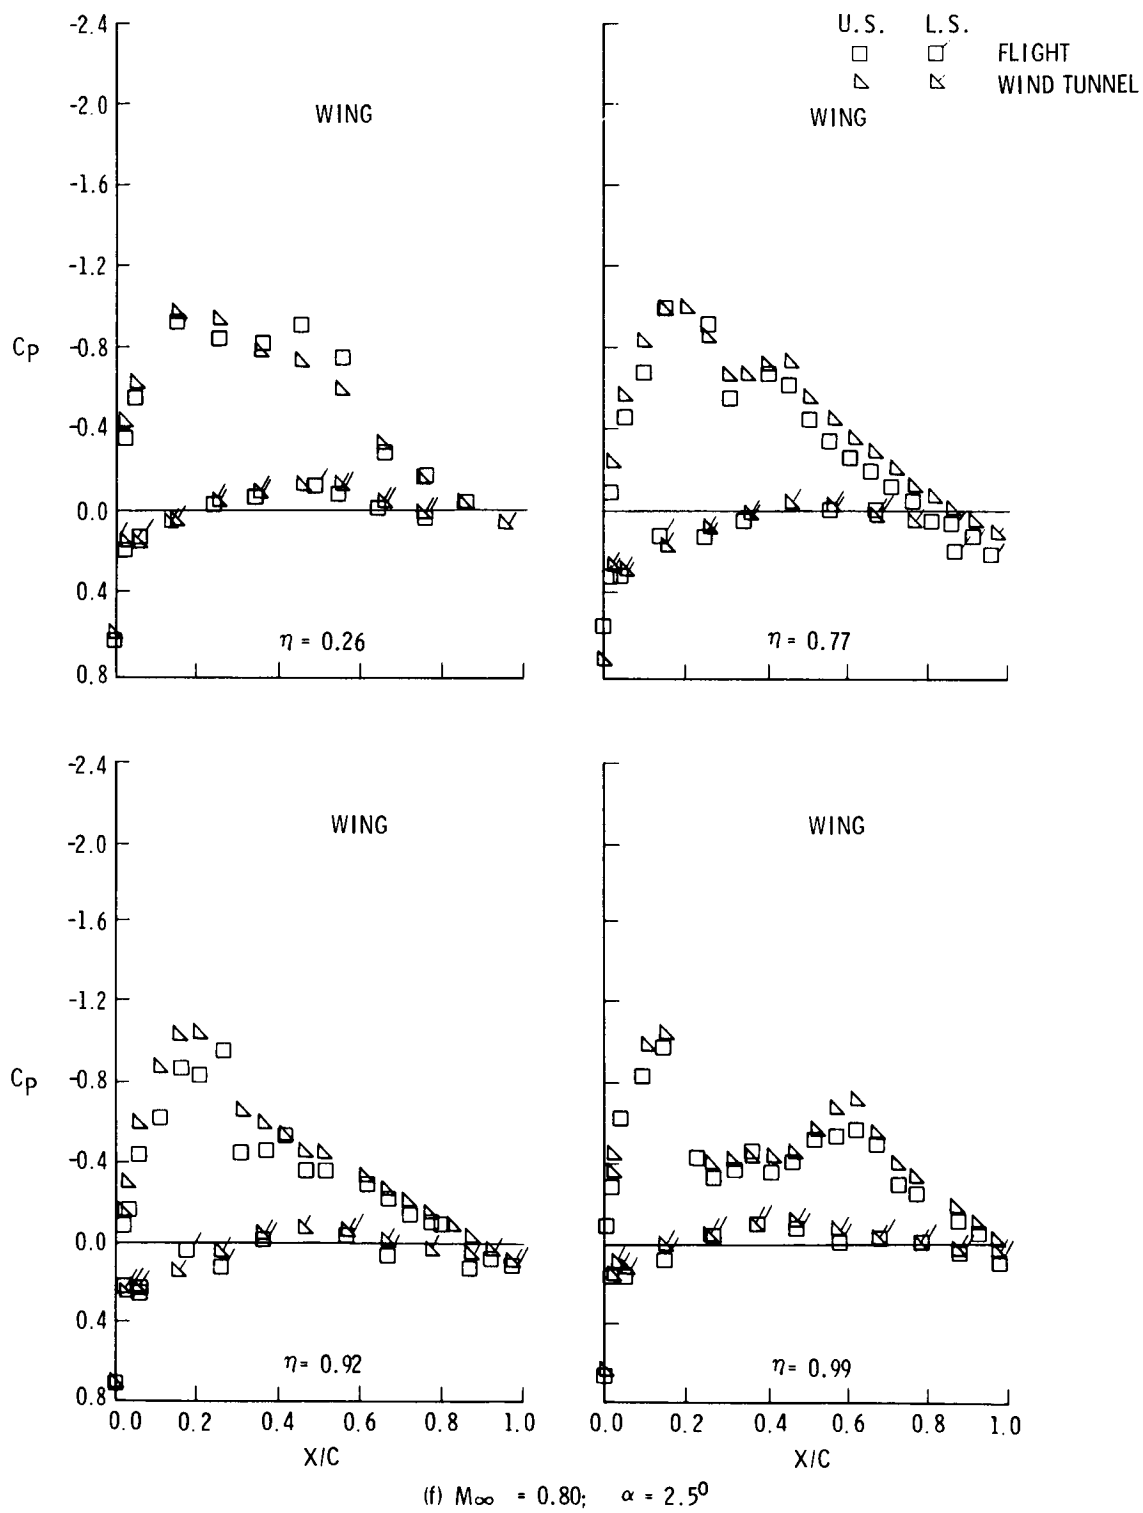 U.S. L.S.
FLIGHT
WIND TUNNEL
-2.4
-2.0
-1.6
-1.2
-0.8
-0.4
0.0
0.4
0.8
CP
WING
η = 0.26
WING
η = 0.77
-2.4
-2.0
-1.6
-1.2
-0.8
-0.4
0.0
0.4
0.8
CP
WING
η = 0.92
0.0 0.2 0.4 0.6 0.8 1.0
X/C
WING
η = 0.99
0.0 0.2 0.4 0.6 0.8 1.0
X/C
(f) M∞ = 0.80; α = 2.5⁰